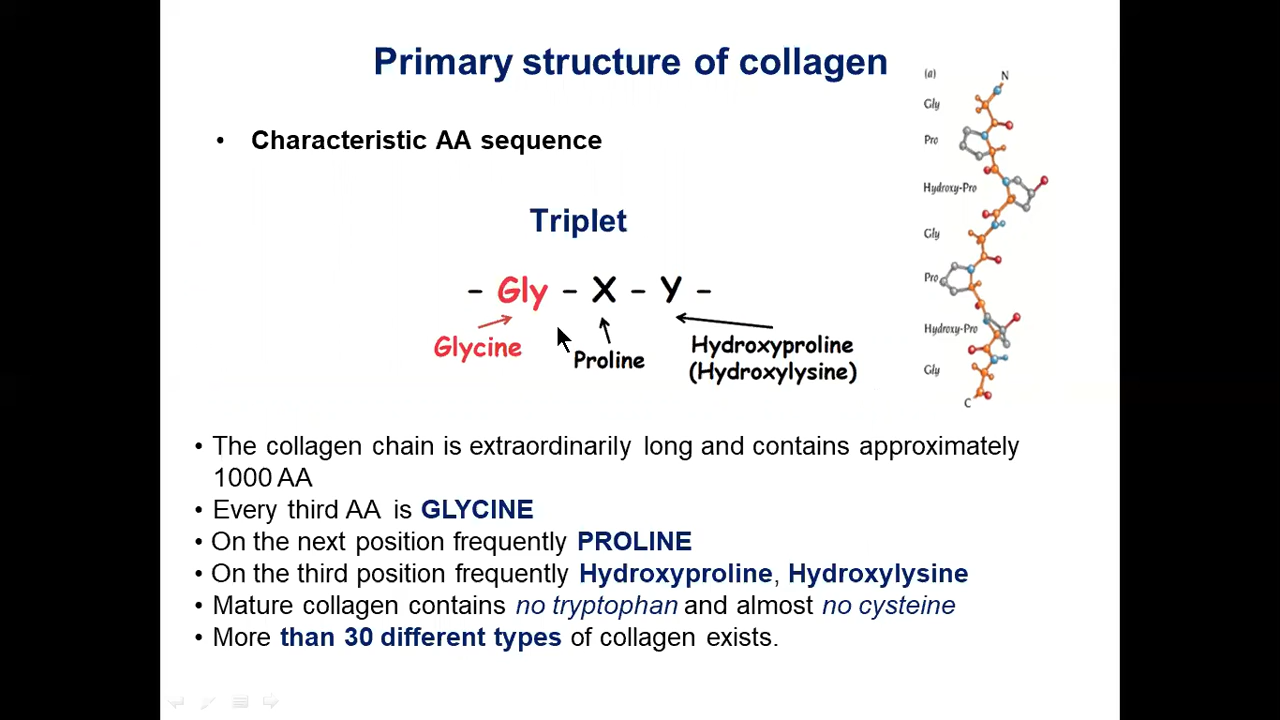 Primary structure of collagen
• Characteristic AA sequence
Triplet
- Gly - X - Y -
Glycine
Proline
Hydroxyproline
(Hydroxylysine)
(a)
N
Gly
Pro
Hydroxy-Pro
Gly
Pro
Hydroxy-Pro
Gly
C
• The collagen chain is extraordinarily long and contains approximately
1000 AA
• Every third AA is GLYCINE
• On the next position frequently PROLINE
• On the third position frequently Hydroxyproline, Hydroxylysine
• Mature collagen contains no tryptophan and almost no cysteine
• More than 30 different types of collagen exists.